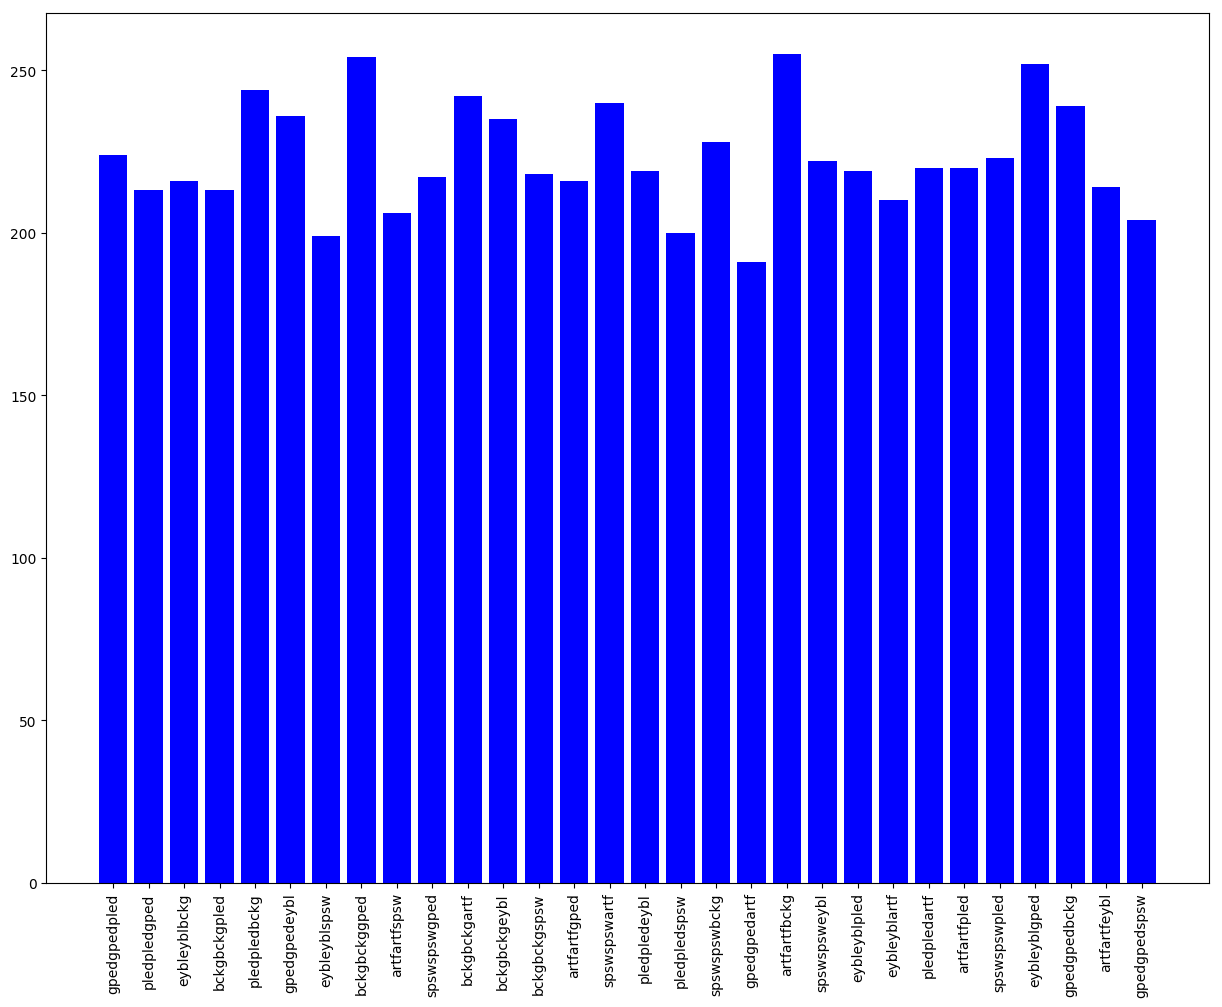 250
200
150
100
50
0
gpedgpedpled
pledpledgped
eybleyblbckg
bckgbckgpled
pledpledbckg
gpedgpedeybl
eybleyblspsw
bckgbckggped
artfartfspsw
spswspswgped
bckgbckgartf
bckgbckgeybl
bckgbckgspsw
artfartfgped
spswspswartf
pledpledeybl
pledpledspsw
spswspswbckg
gpedgpedartf
artfartfbckg
spswspsweybl
eybleyblpled
eybleyblartf
pledpledartf
artfartfpled
spswspswpled
eybleyblgped
gpedgpedbckg
artfartfeybl
gpedgpedspsw